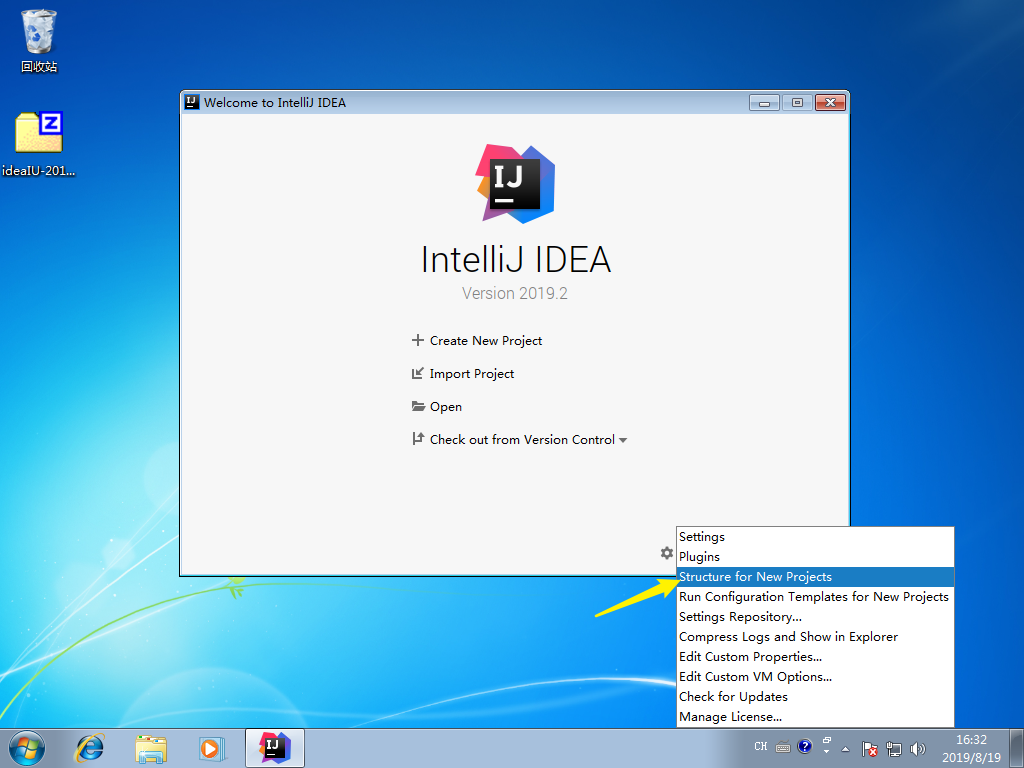 回收站
ideaIU-201...
Welcome to IntelliJ IDEA
IJ
IntelliJ IDEA
Version 2019.2
Create New Project
Import Project
Open
Check out from Version Control
Settings
Plugins
Structure for New Projects
Run Configuration Templates for New Projects
Settings Repository...
Compress Logs and Show in Explorer
Edit Custom Properties...
Edit Custom VM Options...
Check for Updates
Manage License...
IJ
CH
16:32
2019/8/19